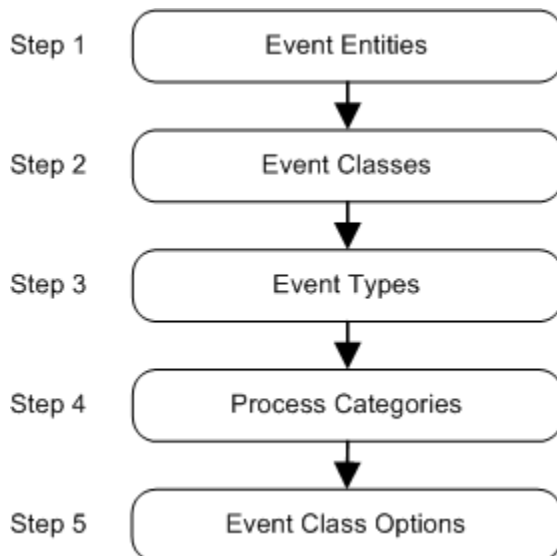 Step 1 Event Entities
Step 2 Event Classes
Step 3 Event Types
Step 4 Process Categories
Step 5 Event Class Options